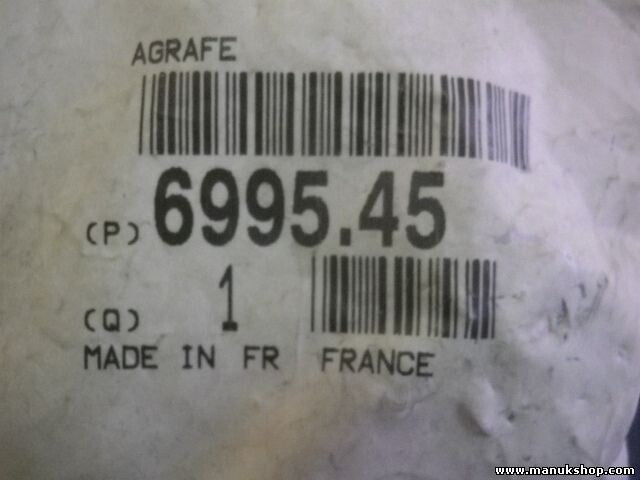 AGRAFE
(P) 6995.45
(Q) 1
MADE IN FR FRANCE
www.manukshop.com